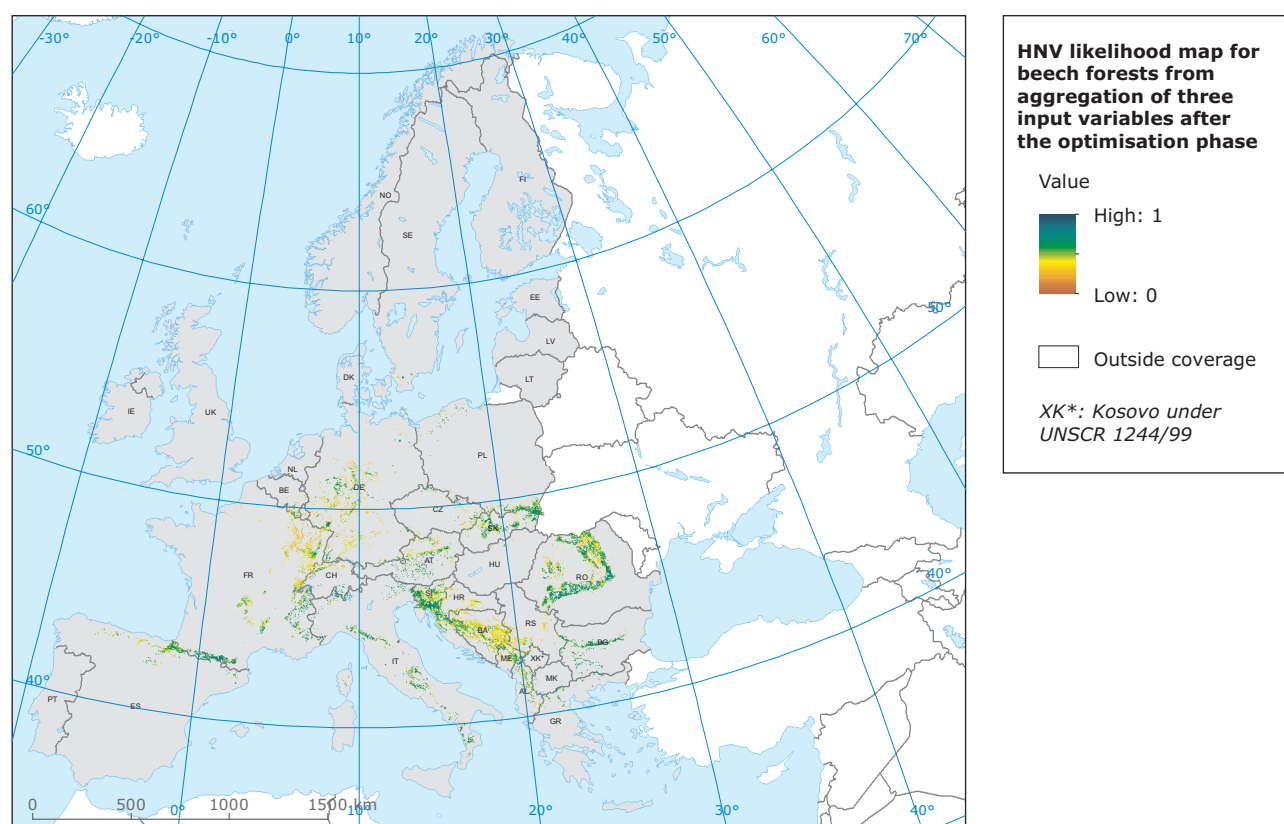 -30°
-20°
-10°
0°
10°
20°
30°
40°
50°
60°
70°
60°
50°
40°
50°
40°
NO
SE
FI
EE
LV
LT
DK
IE
UK
NL
BE
DE
PL
CZ
SK
FR
CH
AT
HU
RO
SI
HR
BA
RS
ME
XK*
BG
MK
AL
GR
IT
PT
ES
0 500 1000 1500 km
0°
10°
20°
30°
40°
HNV likelihood map for
beech forests from
aggregation of three
input variables after
the optimisation phase
Value
High: 1
Low: 0
Outside coverage
XK*: Kosovo under
UNSCR 1244/99